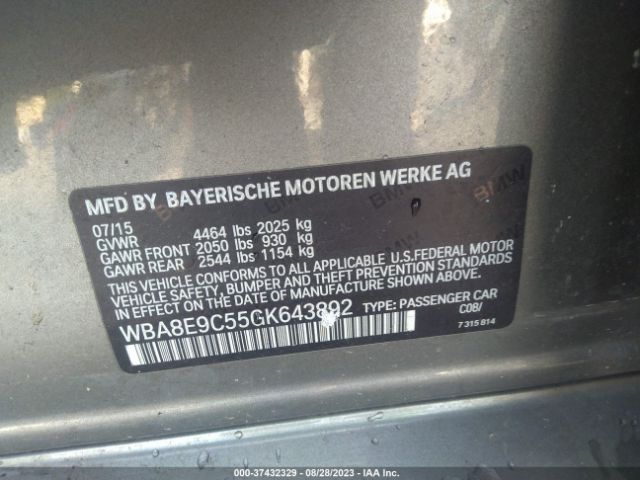 MFD BY BAYERISCHE MOTOREN WERKE AG
07/15
GVWR 4464 lbs 2025 kg
GAWR FRONT 2050 lbs 930 kg
GAWR REAR 2544 lbs 1154 kg
THIS VEHICLE CONFORMS TO ALL APPLICABLE U.S.FEDERAL MOTOR
VEHICLE SAFETY, BUMPER, AND THEFT PREVENTION STANDARDS
IN EFFECT ON THE DATE OF MANUFACTURE SHOWN ABOVE.
WBA8E9C55GK643892 TYPE: PASSENGER CAR
C08/
7 315 814
BMW
000-37432329 | 08/28/2023 | IAA Inc.